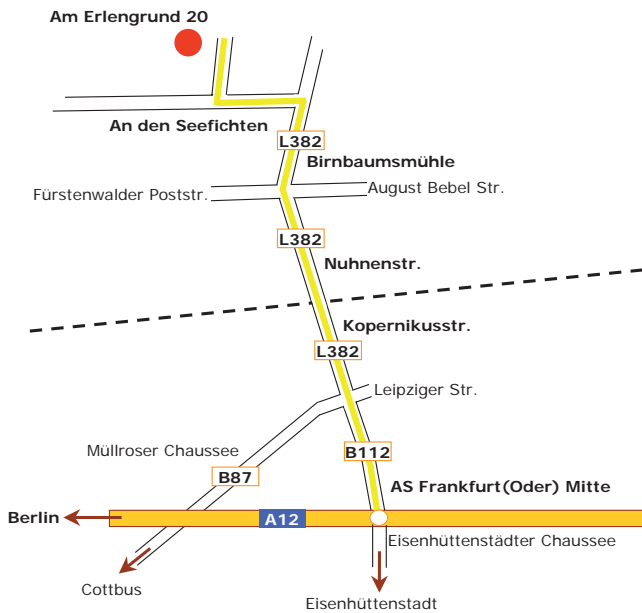 Am Erlengrund 20
An den Seefichten
L382
Birnbaumsmühle
Fürstenwalder Poststr.
August Bebel Str.
L382
Nuhnenstr.
Kopernikusstr.
L382
Leipziger Str.
Müllroser Chaussee
B112
B87
AS Frankfurt(Oder) Mitte
Berlin
A12
Eisenhüttenstädter Chaussee
Cottbus
Eisenhüttenstadt